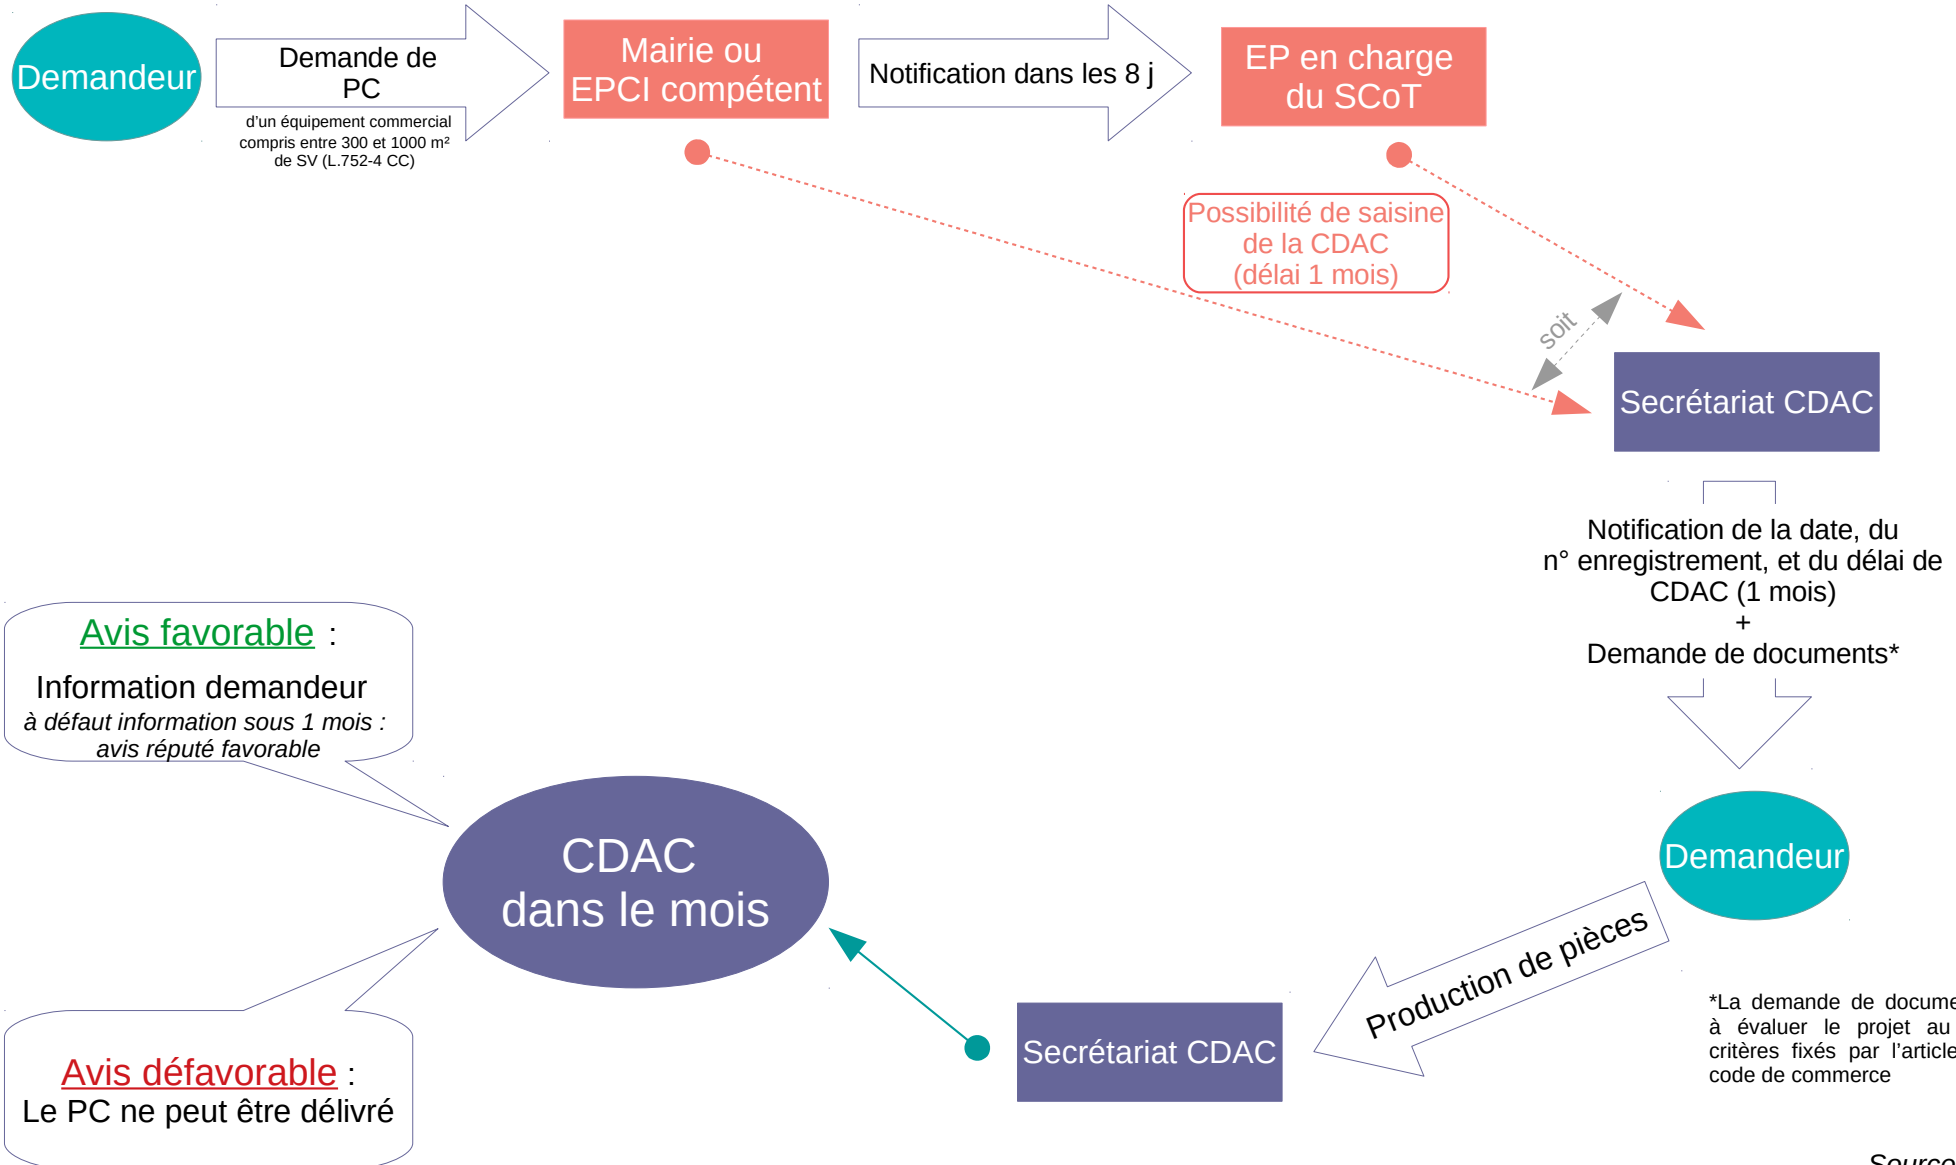 Demandeur
Demande de
PC
d'un équipement commercial
compris entre 300 et 1000 m²
de SV (L.752-4 CC)
Mairie ou
EPCI compétent
Notification dans les 8 j
EP en charge
du SCoT
Possibilité de saisine
de la CDAC
(délai 1 mois)
soit
Secrétariat CDAC
Notification de la date, du
n° enregistrement, et du délai de
CDAC (1 mois)
+
Demande de documents*
Demandeur
Production de pièces
*La demande de
à évaluer le projet au
critères fixés par l'article
code de commerce
Secrétariat CDAC
CDAC
dans le mois
Avis favorable :
Information demandeur
à défaut information sous 1 mois :
avis réputé favorable
Avis défavorable :
Le PC ne peut être délivré
Source